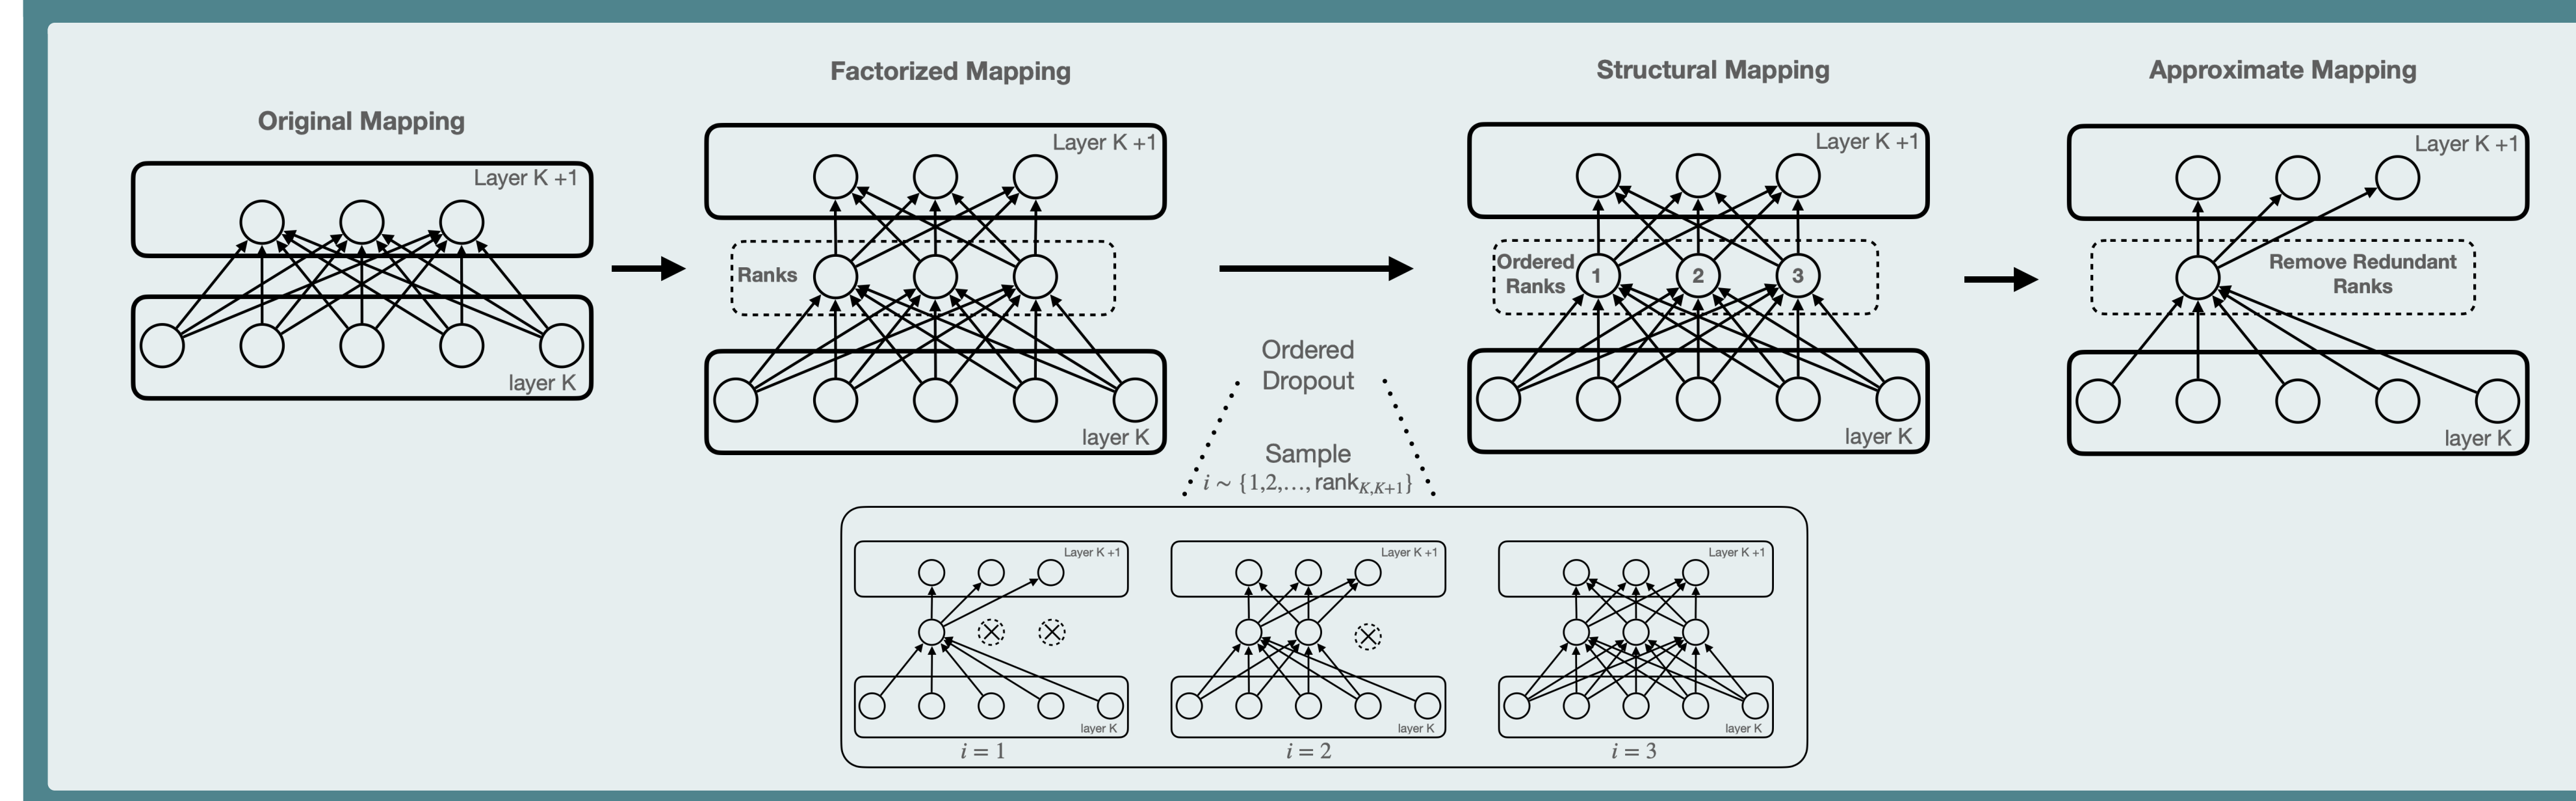 Original Mapping
Layer K +1
layer K
Factorized Mapping
Layer K +1
Ranks
layer K
Ordered
Dropout
Sample
i ~ {1,2,…, rank_{K,K+1}}
Layer K +1
layer K
i = 1
Layer K +1
layer K
i = 2
Layer K +1
layer K
i = 3
Structural Mapping
Layer K +1
Ordered
Ranks
1
2
3
layer K
Approximate Mapping
Layer K +1
Remove Redundant
Ranks
layer K